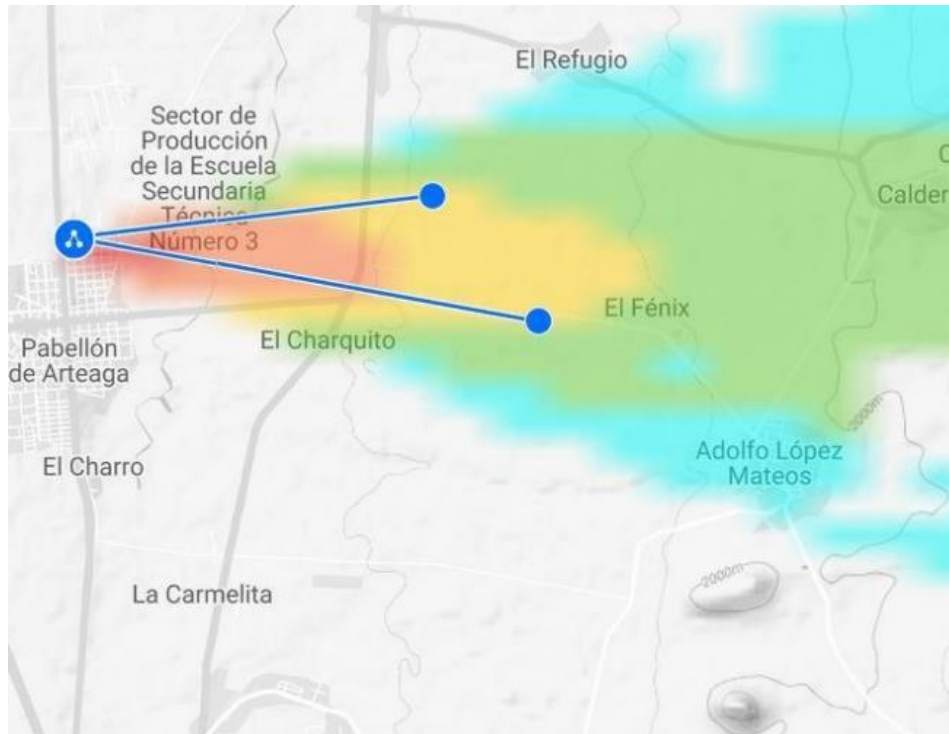 El Refugio
Sector de
Producción
de la Escuela
Secundaria
Técnica
Número 3
Calder
El Fénix
El Charquito
Pabellón
de Arteaga
2000m
Adolfo López
Mateos
El Charro
2000m
La Carmelita